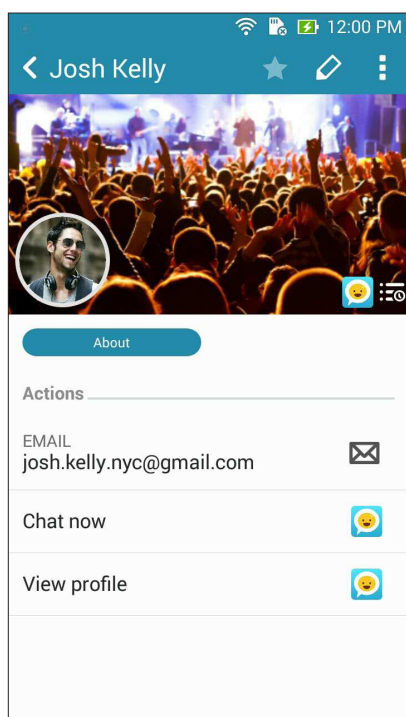 12:00 PM
Josh Kelly
About
Actions
EMAIL
josh.kelly.nyc@gmail.com
Chat now
View profile